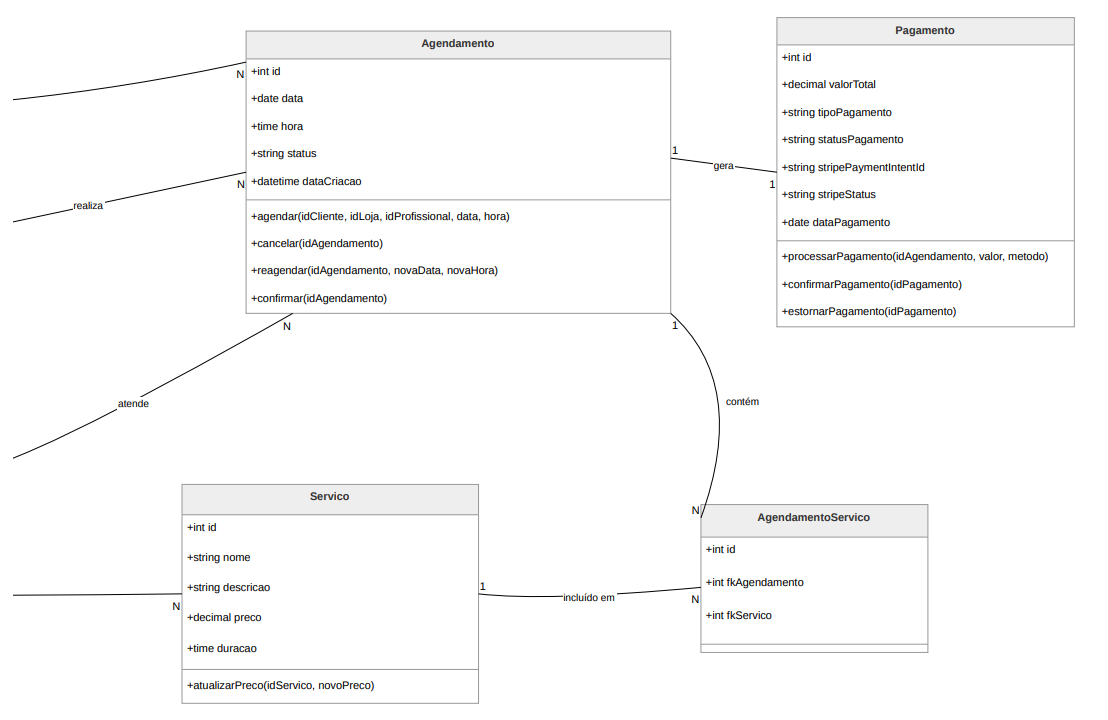 Agendamento
+int id
+date data
+time hora
+string status
+datetime dataCriacao
+agendar(idCliente, idLoja, idProfissional, data, hora)
+cancelar(idAgendamento)
+reagendar(idAgendamento, novaData, novaHora)
+confirmar(idAgendamento)
Pagamento
+int id
+decimal valorTotal
+string tipoPagamento
+string statusPagamento
+string stripePaymentIntentId
+string stripeStatus
+date dataPagamento
+processarPagamento(idAgendamento, valor, metodo)
+confirmarPagamento(idPagamento)
+estornarPagamento(idPagamento)
N
N
realiza
1
gera
1
N
atende
1
contém
N
Servico
+int id
+string nome
+string descricao
+decimal preco
+time duracao
+atualizarPreco(idServico, novoPreco)
N
1
incluído em
N
AgendamentoServico
+int id
+int fkAgendamento
+int fkServico